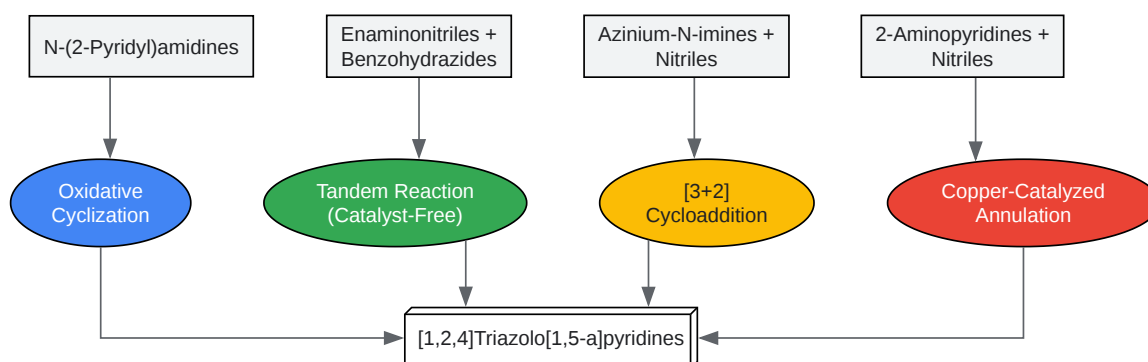 N-(2-Pyridyl)amidines
Enaminonitriles +
Benzohydrazides
Azinium-N-imines +
Nitriles
2-Aminopyridines +
Nitriles
Oxidative
Cyclization
Tandem Reaction
(Catalyst-Free)
[3+2]
Cycloaddition
Copper-Catalyzed
Annulation
[1,2,4]Triazolo[1,5-a]pyridines